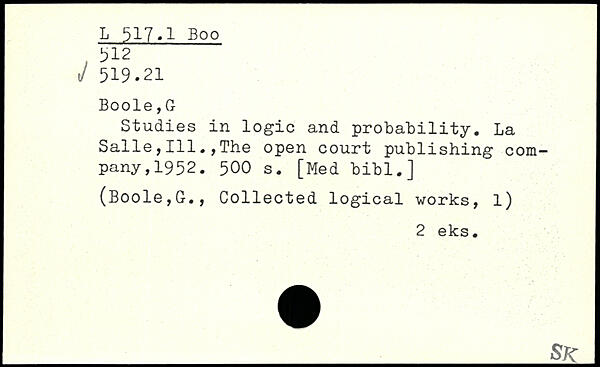 L 517.1 Boo
512
✓ 519.21
Boole,G
Studies in logic and probability. La
Salle,Ill.,The open court publishing com-
pany,1952. 500 s. [Med bibl.]
(Boole,G., Collected logical works, 1)
2 eks.
SK